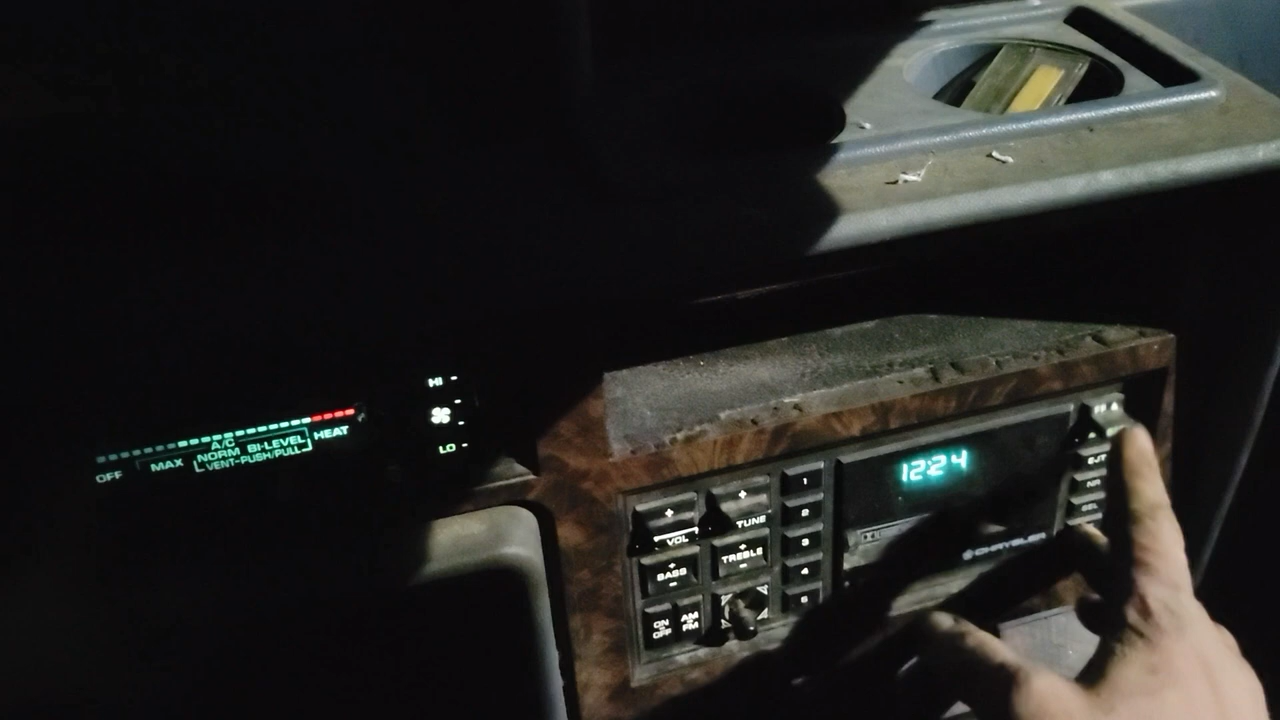 HI
A/C
OFF MAX NORM BI-LEVEL HEAT
VENT-PUSH/PULL
LO
+
VOL
+
TUNE
+
BASS
-
+
TREBLE
-
ON
OFF
AM
FM
1
2
3
4
5
12:24
CHRYSLER
EJT
NR